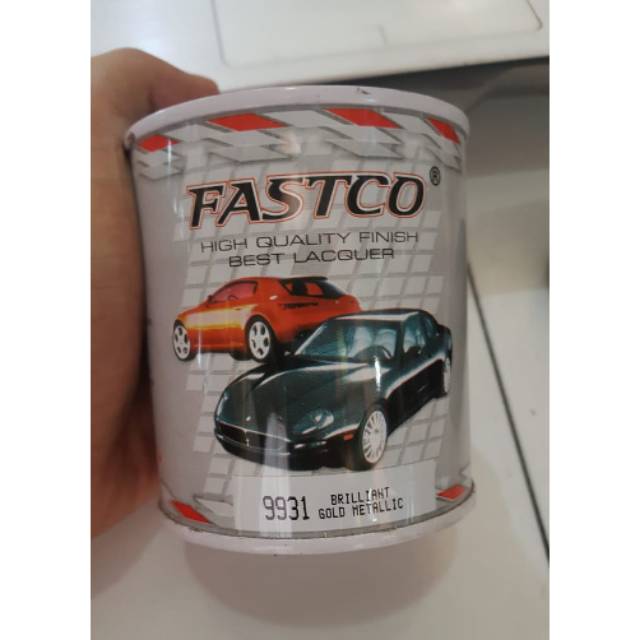 FASTCO®
HIGH QUALITY FINISH
BEST LACQUER
9931 BRILLIANT
GOLD METALLIC